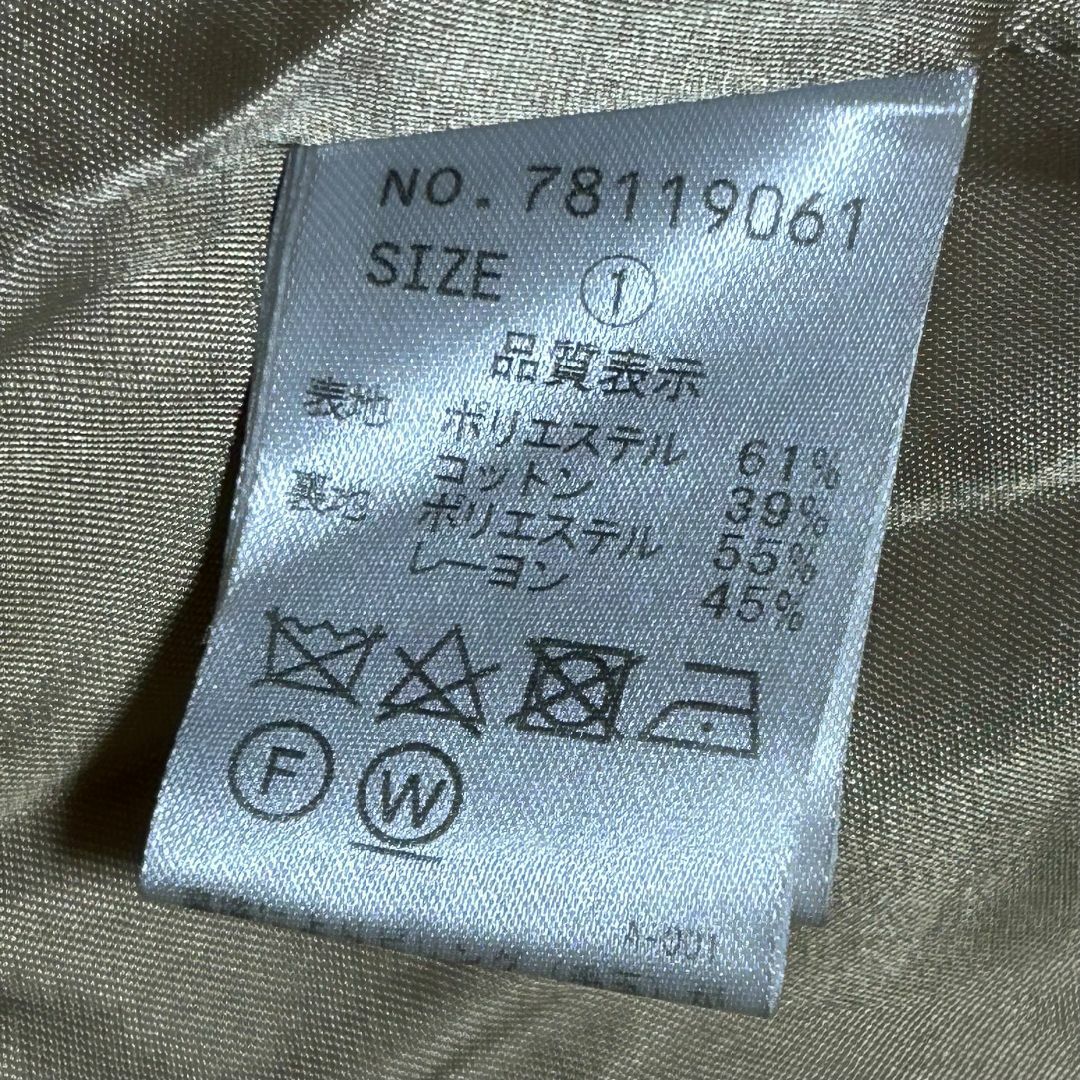 NO. 78119061
SIZE ①
品質表示
表地 ポリエステル 61%
コットン 39%
裏地 ポリエステル 55%
レーヨン 45%
F W
A-001